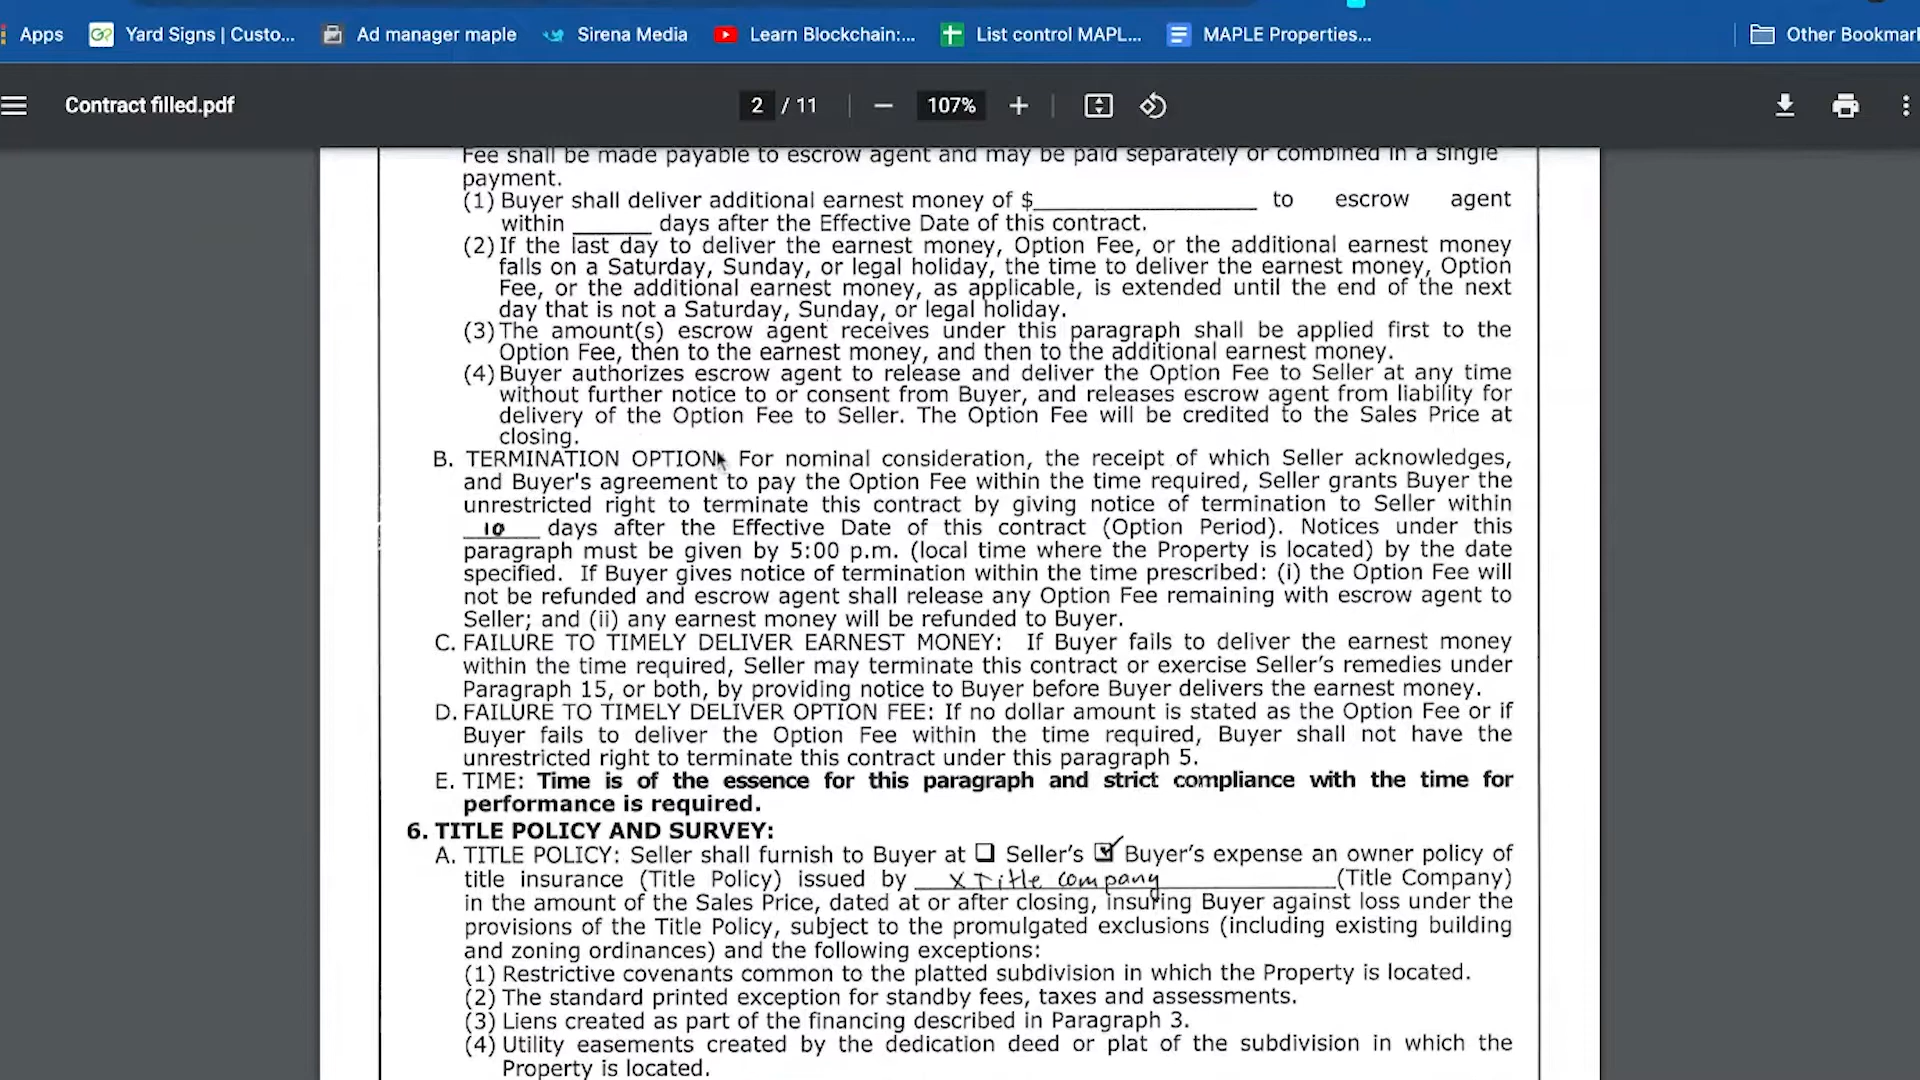 Apps Yard Signs | Custo... Ad manager maple Sirena Media Learn Blockchain:... List control MAPL... MAPLE Properties... Other Bookmark
Contract filled.pdf 2 / 11 — 107% +
Fee shall be made payable to escrow agent and may be paid separately or combined in a single
payment.
(1) Buyer shall deliver additional earnest money of $____________ to escrow agent
within ______ days after the Effective Date of this contract.
(2) If the last day to deliver the earnest money, Option Fee, or the additional earnest money
falls on a Saturday, Sunday, or legal holiday, the time to deliver the earnest money, Option
Fee, or the additional earnest money, as applicable, is extended until the end of the next
day that is not a Saturday, Sunday, or legal holiday.
(3) The amount(s) escrow agent receives under this paragraph shall be applied first to the
Option Fee, then to the earnest money, and then to the additional earnest money.
(4) Buyer authorizes escrow agent to release and deliver the Option Fee to Seller at any time
without further notice to or consent from Buyer, and releases escrow agent from liability for
delivery of the Option Fee to Seller. The Option Fee will be credited to the Sales Price at
closing.
B. TERMINATION OPTION: For nominal consideration, the receipt of which Seller acknowledges,
and Buyer's agreement to pay the Option Fee within the time required, Seller grants Buyer the
unrestricted right to terminate this contract by giving notice of termination to Seller within
10 days after the Effective Date of this contract (Option Period). Notices under this
paragraph must be given by 5:00 p.m. (local time where the Property is located) by the date
specified. If Buyer gives notice of termination within the time prescribed: (i) the Option Fee will
not be refunded and escrow agent shall release any Option Fee remaining with escrow agent to
Seller; and (ii) any earnest money will be refunded to Buyer.
C. FAILURE TO TIMELY DELIVER EARNEST MONEY: If Buyer fails to deliver the earnest money
within the time required, Seller may terminate this contract or exercise Seller's remedies under
Paragraph 15, or both, by providing notice to Buyer before Buyer delivers the earnest money.
D. FAILURE TO TIMELY DELIVER OPTION FEE: If no dollar amount is stated as the Option Fee or if
Buyer fails to deliver the Option Fee within the time required, Buyer shall not have the
unrestricted right to terminate this contract under this paragraph 5.
E. TIME: Time is of the essence for this paragraph and strict compliance with the time for
performance is required.
6. TITLE POLICY AND SURVEY:
A. TITLE POLICY: Seller shall furnish to Buyer at ☐ Seller's ☑ Buyer's expense an owner policy of
title insurance (Title Policy) issued by X Title company (Title Company)
in the amount of the Sales Price, dated at or after closing, insuring Buyer against loss under the
provisions of the Title Policy, subject to the promulgated exclusions (including existing building
and zoning ordinances) and the following exceptions:
(1) Restrictive covenants common to the platted subdivision in which the Property is located.
(2) The standard printed exception for standby fees, taxes and assessments.
(3) Liens created as part of the financing described in Paragraph 3.
(4) Utility easements created by the dedication deed or plat of the subdivision in which the
Property is located.